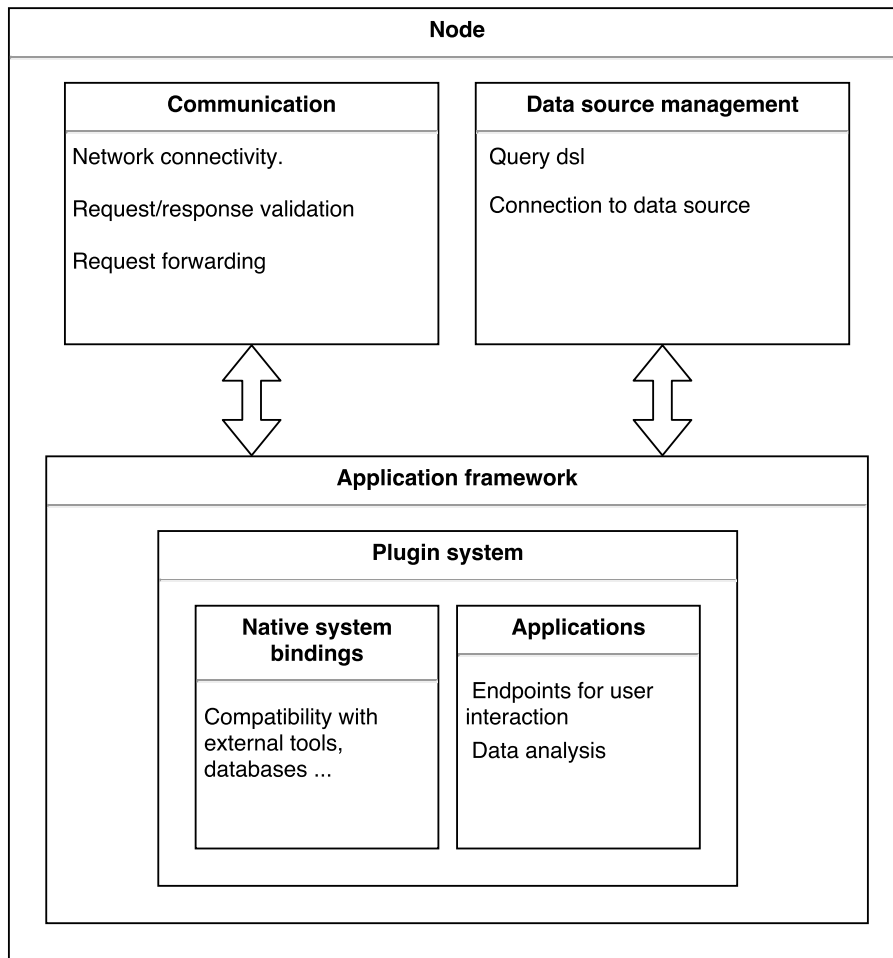 Node
Communication
Network connectivity.
Request/response validation
Request forwarding
Data source management
Query dsl
Connection to data source
Application framework
Plugin system
Native system
bindings
Compatibility with
external tools,
databases ...
Applications
Endpoints for user
interaction
Data analysis